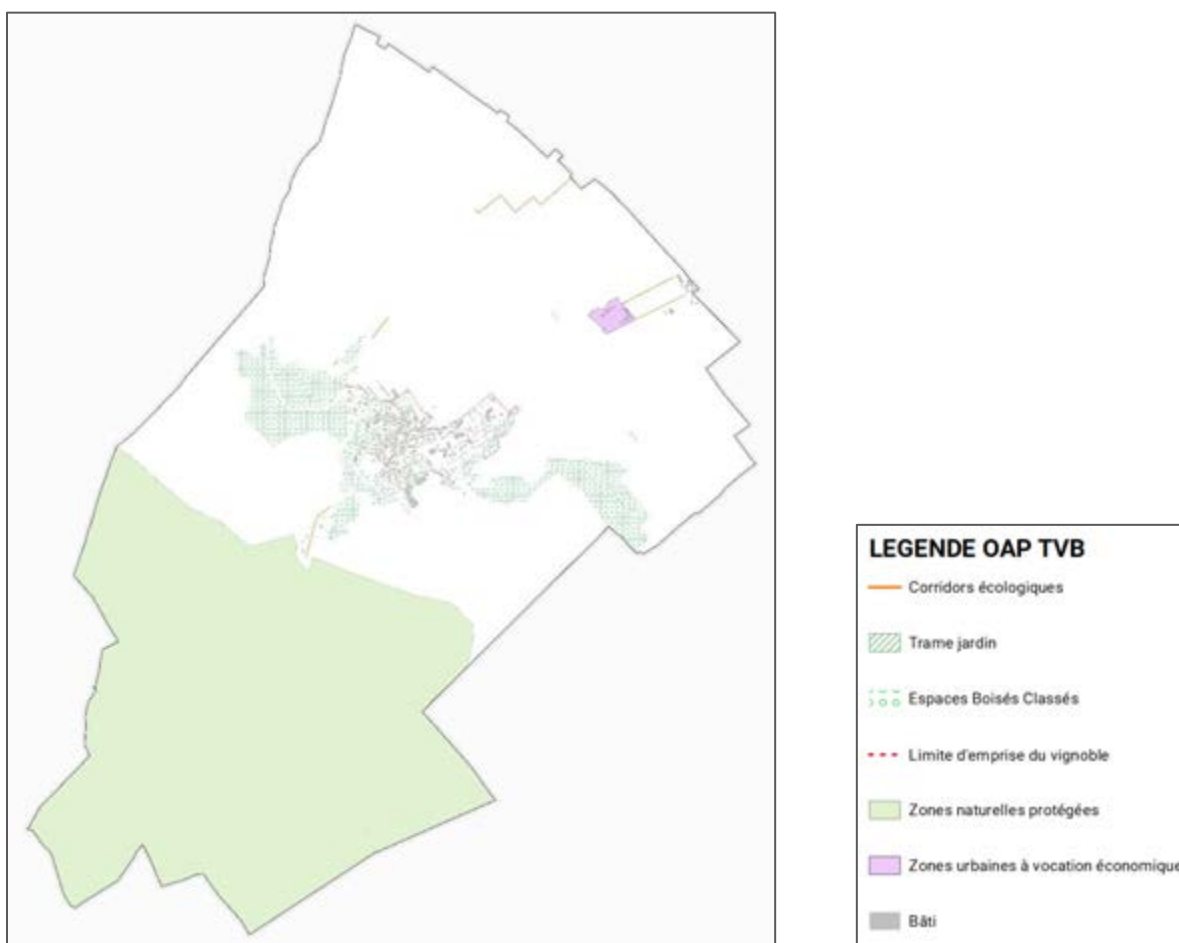 LEGENDE OAP TVB
Corridors écologiques
Trame jardin
Espaces Boisés Classés
Limite d'emprise du vignoble
Zones naturelles protégées
Zones urbaines à vocation économique
Bâti